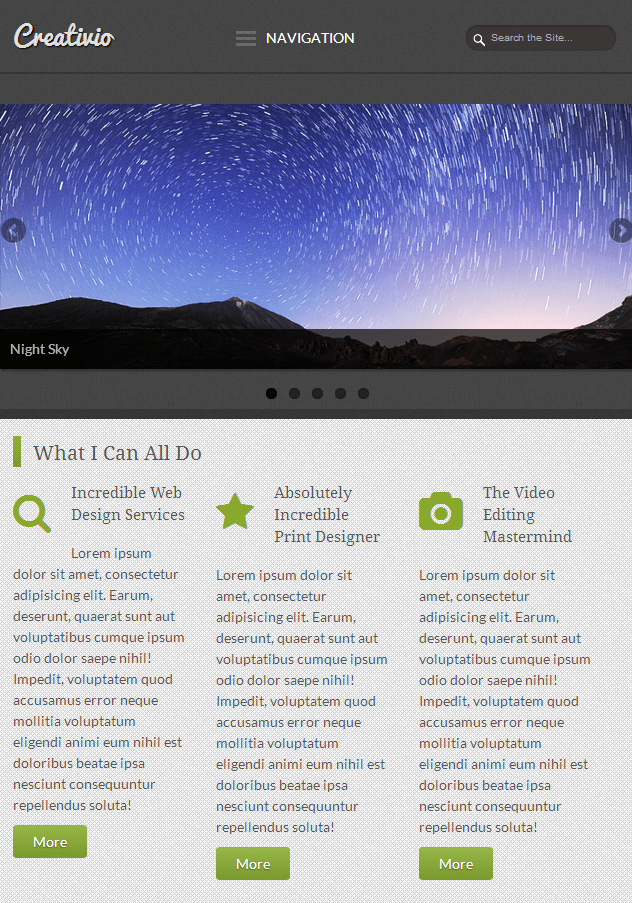 Creativio
NAVIGATION
Search the Site...
Night Sky
What I Can All Do
Incredible Web
Design Services
Lorem ipsum
dolor sit amet, consectetur
adipisicing elit. Earum,
deserunt, quaerat sunt aut
voluptatibus cumque ipsum
odio dolor saepe nihil!
Impedit, voluptatem quod
accusamus error neque
mollitia voluptatum
eligendi animi eum nihil est
doloribus beatae ipsa
nesciunt consequuntur
repellendus soluta!
More
Absolutely
Incredible
Print Designer
Lorem ipsum dolor sit
amet, consectetur
adipisicing elit. Earum,
deserunt, quaerat sunt aut
voluptatibus cumque ipsum
odio dolor saepe nihil!
Impedit, voluptatem quod
accusamus error neque
mollitia voluptatum
eligendi animi eum nihil est
doloribus beatae ipsa
nesciunt consequuntur
repellendus soluta!
More
The Video
Editing
Mastermind
Lorem ipsum dolor sit
amet, consectetur
adipisicing elit. Earum,
deserunt, quaerat sunt aut
voluptatibus cumque ipsum
odio dolor saepe nihil!
Impedit, voluptatem quod
accusamus error neque
mollitia voluptatum
eligendi animi eum nihil est
doloribus beatae ipsa
nesciunt consequuntur
repellendus soluta!
More